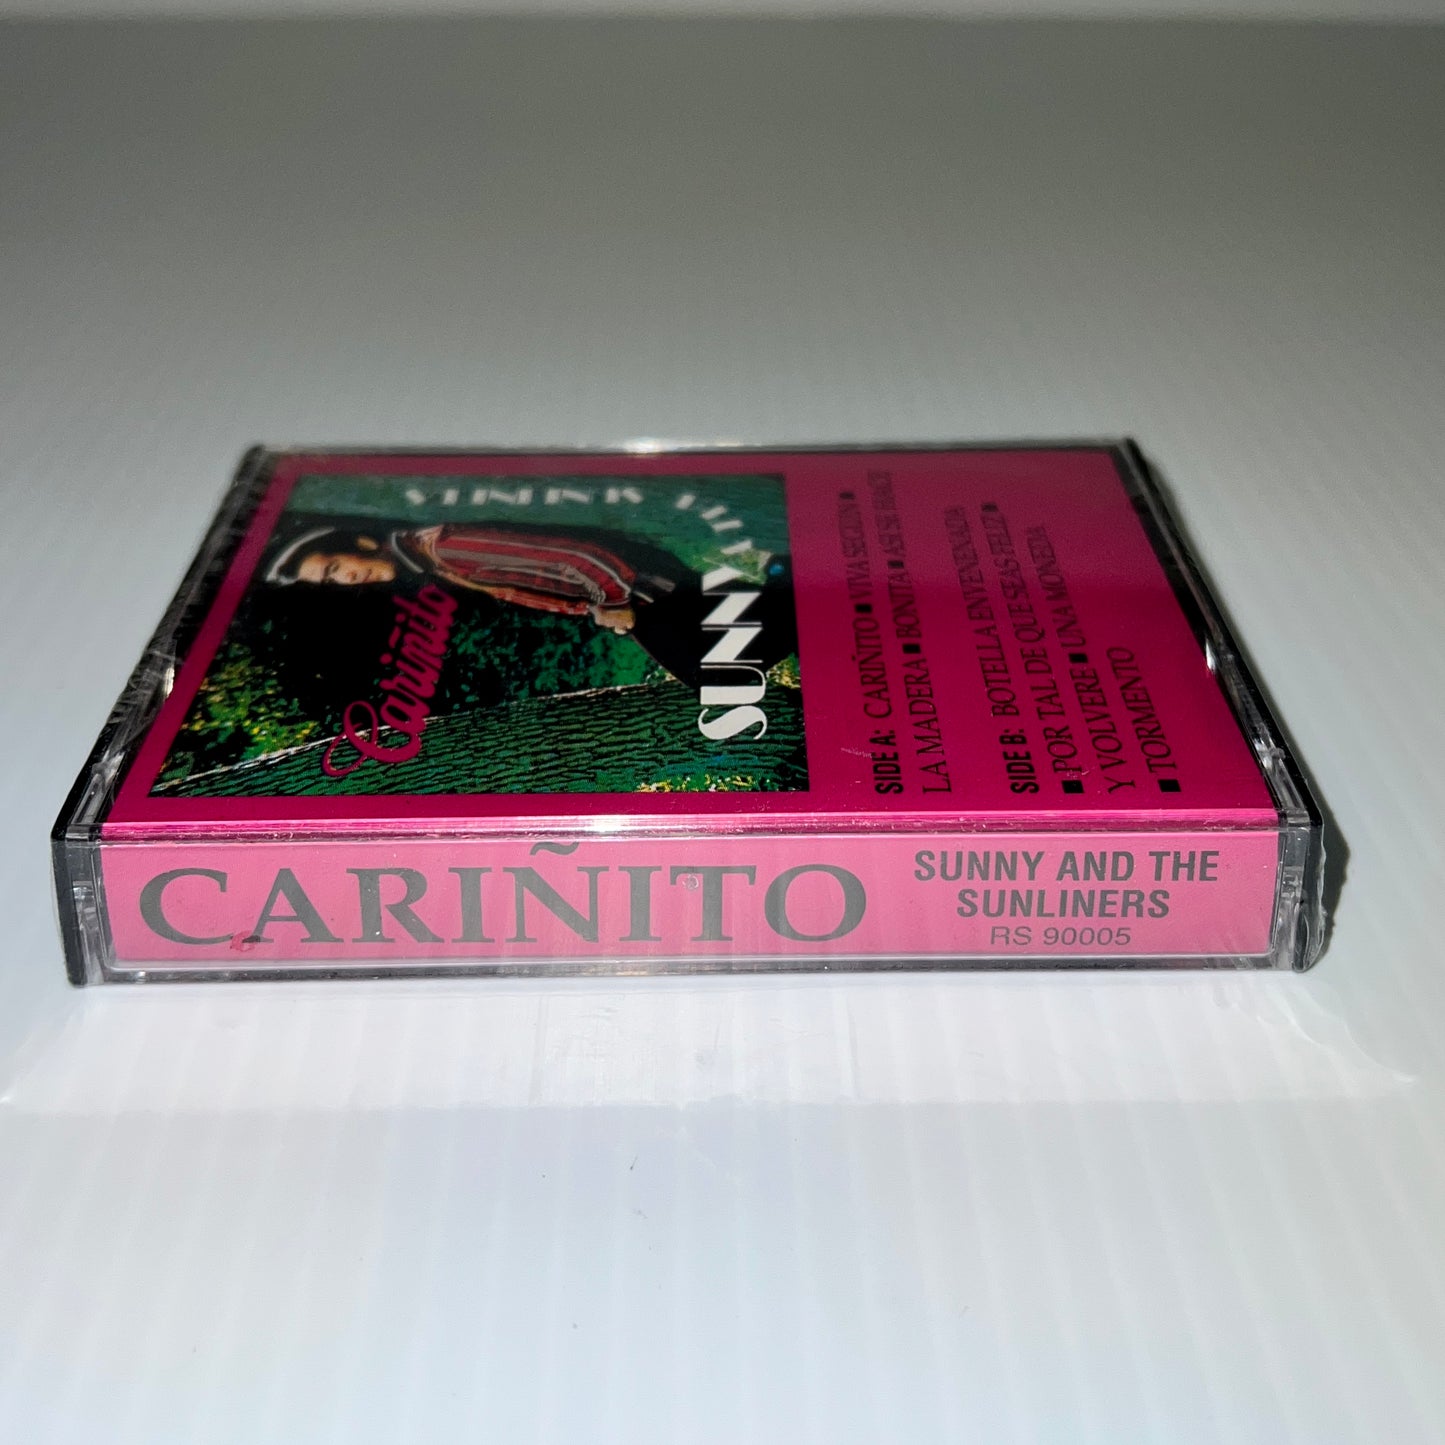 CARIÑITO
SUNNY AND THE
SUNLINERS
RS 90005
Cariñito
SUNNY
SIDE A: CARIÑITO ■ VIVA SEGUIN ■
LA MADERA ■ BONITA ■ ASI SE HACE
SIDE B: BOTELLA ENVENENADA
■ POR TAL DE QUE SEAS FELIZ ■
Y VOLVERE ■ UNA MONEDA
■ TORMENTO